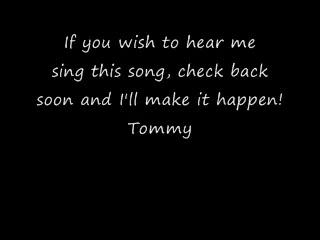 If you wish to hear me
sing this song, check back
soon and I'll make it happen!
Tommy